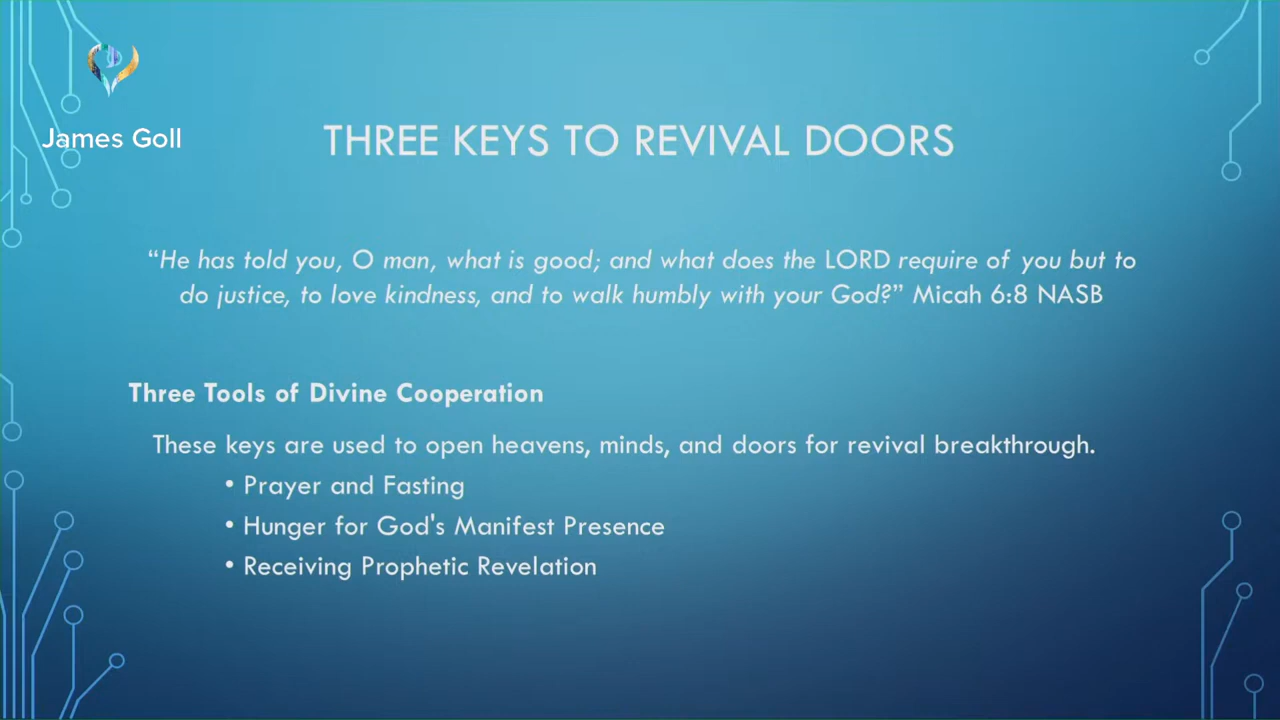 James Goll
THREE KEYS TO REVIVAL DOORS
“He has told you, O man, what is good; and what does the LORD require of you but to
do justice, to love kindness, and to walk humbly with your God?” Micah 6:8 NASB
Three Tools of Divine Cooperation
These keys are used to open heavens, minds, and doors for revival breakthrough.
• Prayer and Fasting
• Hunger for God's Manifest Presence
• Receiving Prophetic Revelation